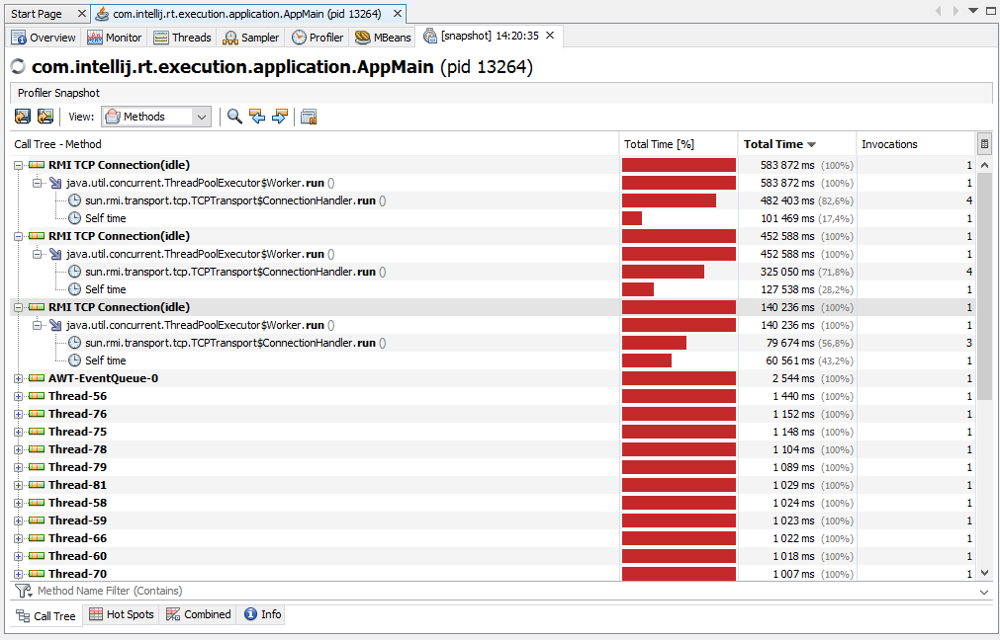 Start Page com.intellij.rt.execution.application.AppMain (pid 13264)
Overview Monitor Threads Sampler Profiler MBeans [snapshot] 14:20:35
com.intellij.rt.execution.application.AppMain (pid 13264)
Profiler Snapshot
View: Methods
Call Tree - Method Total Time [%] Total Time Invocations
RMI TCP Connection(idle) 583 872 ms (100%) 1
java.util.concurrent.ThreadPoolExecutor$Worker.run () 583 872 ms (100%) 1
sun.rmi.transport.tcp.TCPTransport$ConnectionHandler.run () 482 403 ms (82,6%) 4
Self time 101 469 ms (17,4%) 1
RMI TCP Connection(idle) 452 588 ms (100%) 1
java.util.concurrent.ThreadPoolExecutor$Worker.run () 452 588 ms (100%) 1
sun.rmi.transport.tcp.TCPTransport$ConnectionHandler.run () 325 050 ms (71,8%) 4
Self time 127 538 ms (28,2%) 1
RMI TCP Connection(idle) 140 236 ms (100%) 1
java.util.concurrent.ThreadPoolExecutor$Worker.run () 140 236 ms (100%) 1
sun.rmi.transport.tcp.TCPTransport$ConnectionHandler.run () 79 674 ms (56,8%) 3
Self time 60 561 ms (43,2%) 1
AWT-EventQueue-0 2 544 ms (100%) 1
Thread-56 1 440 ms (100%) 1
Thread-76 1 152 ms (100%) 1
Thread-75 1 148 ms (100%) 1
Thread-78 1 104 ms (100%) 1
Thread-79 1 089 ms (100%) 1
Thread-81 1 029 ms (100%) 1
Thread-58 1 024 ms (100%) 1
Thread-59 1 023 ms (100%) 1
Thread-66 1 022 ms (100%) 1
Thread-60 1 018 ms (100%) 1
Thread-70 1 007 ms (100%) 1
Method Name Filter (Contains)
Call Tree Hot Spots Combined Info